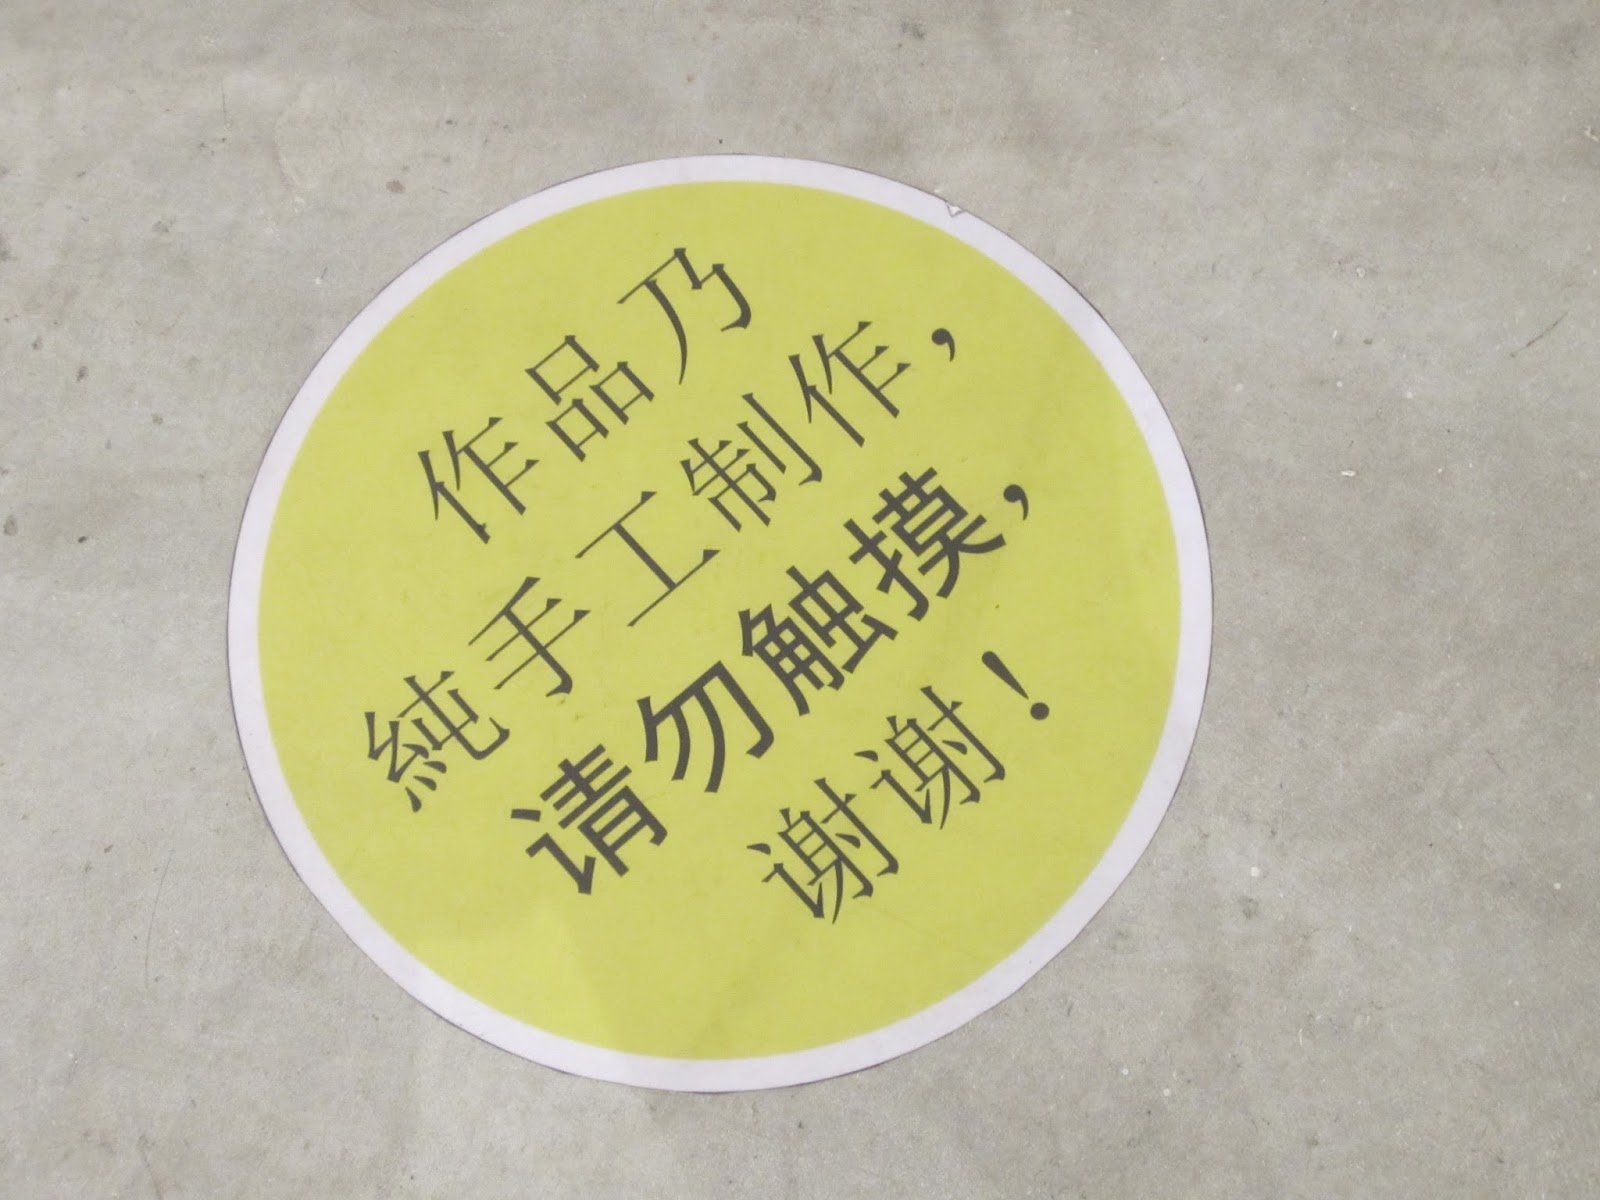 作品乃
純手工制作，
请勿触摸，
谢谢！